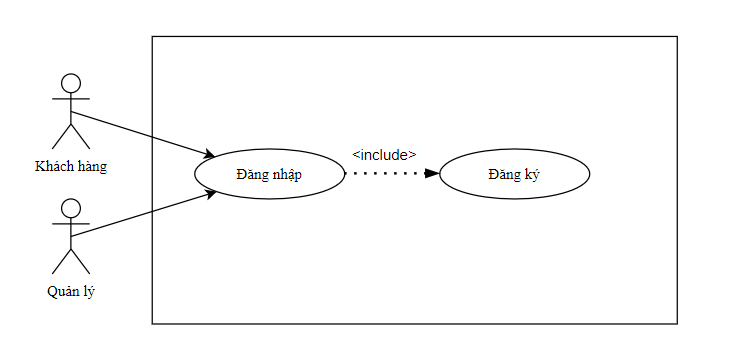 <include>
Khách hàng
Đăng nhập
Đăng ký
Quản lý